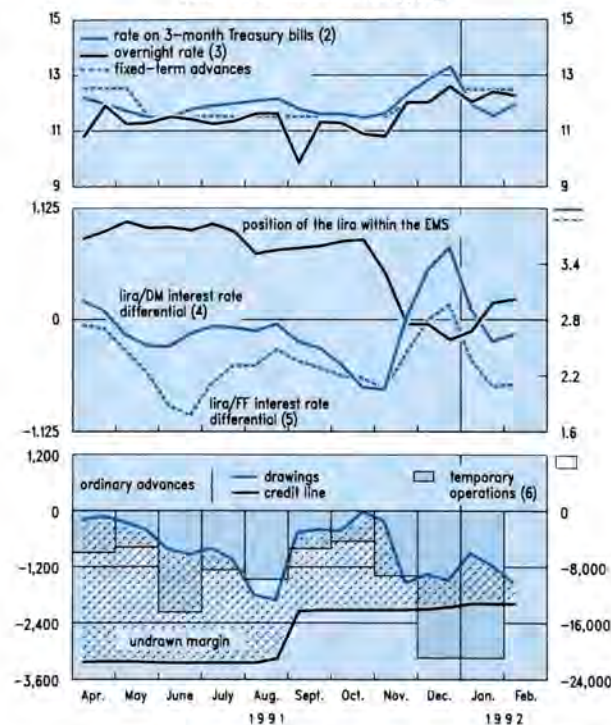 15 15
rate on 3-month Treasury bills (2)
overnight rate (3)
fixed-term advances
13 13
11 11
9 9
1.125
position of the lira within the EMS
3.4
lira/DM interest rate
differential (4)
0 2.8
2.2
lira/FF interest rate
differential (5)
-1.125 1.6
1,200
ordinary advances
drawings
credit line
temporary
operations (6)
0 0
-1,200 -8,000
-2,400 -16,000
undrawn margin
-3,600 -24,000
Apr. May June July Aug. Sept. Oct. Nov. Dec. Jan. Feb.
1991 1992